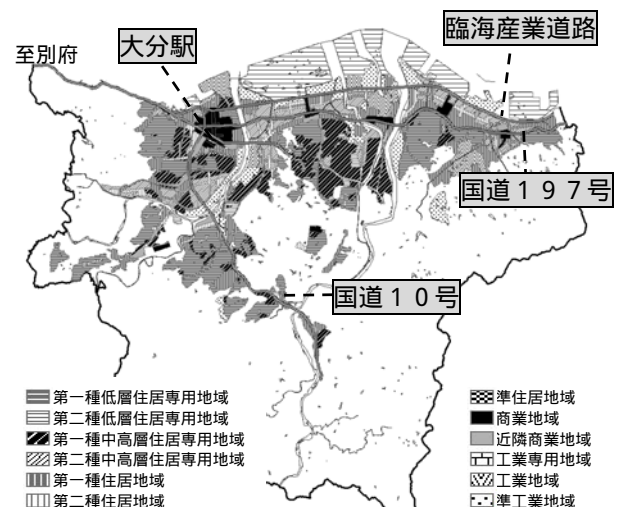 臨海産業道路
大分駅
至別府
国道197号
国道10号
第一種低層住居専用地域
第二種低層住居専用地域
第一種中高層住居専用地域
第二種中高層住居専用地域
第一種住居地域
第二種住居地域
準住居地域
商業地域
近隣商業地域
工業専用地域
工業地域
準工業地域